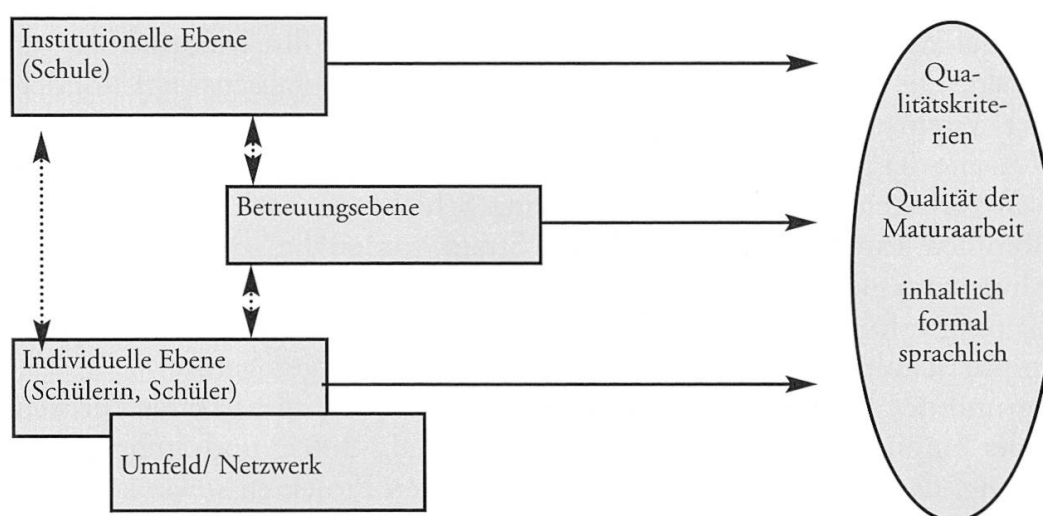 Institutionelle Ebene
(Schule)
Betreuungsebene
Individuelle Ebene
(Schülerin, Schüler)
Umfeld/ Netzwerk
Qua-
litätskrite-
rien
Qualität der
Maturaarbeit
inhaltlich
formal
sprachlich